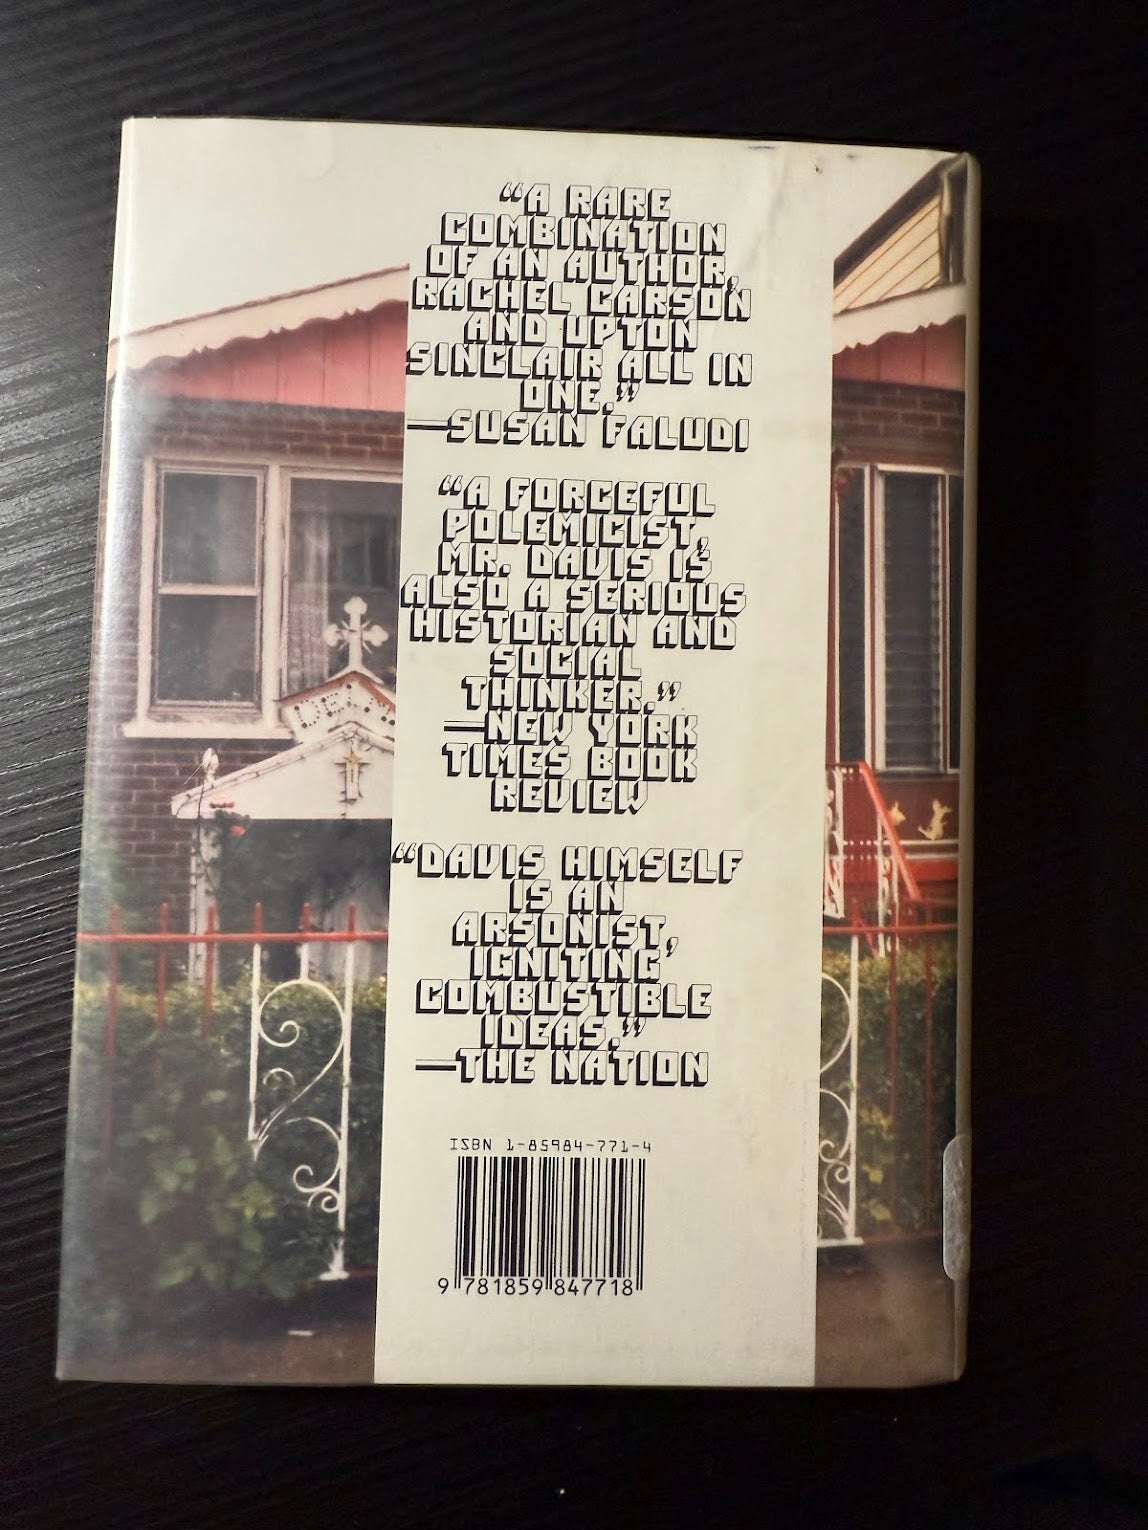 “A RARE
COMBINATION
OF AN AUTHOR,
RACHEL CARSON
AND UPTON
SINCLAIR ALL IN
ONE.”
—SUSAN FALUDI
“A FORCEFUL
POLEMICIST,
MR. DAVIS IS
ALSO A SERIOUS
HISTORIAN AND
SOCIAL
THINKER.”
—NEW YORK
TIMES BOOK
REVIEW
“DAVIS HIMSELF
IS AN
ARSONIST,
IGNITING
COMBUSTIBLE
IDEAS.”
—THE NATION
ISBN 1-85984-771-4
9 781859 847718